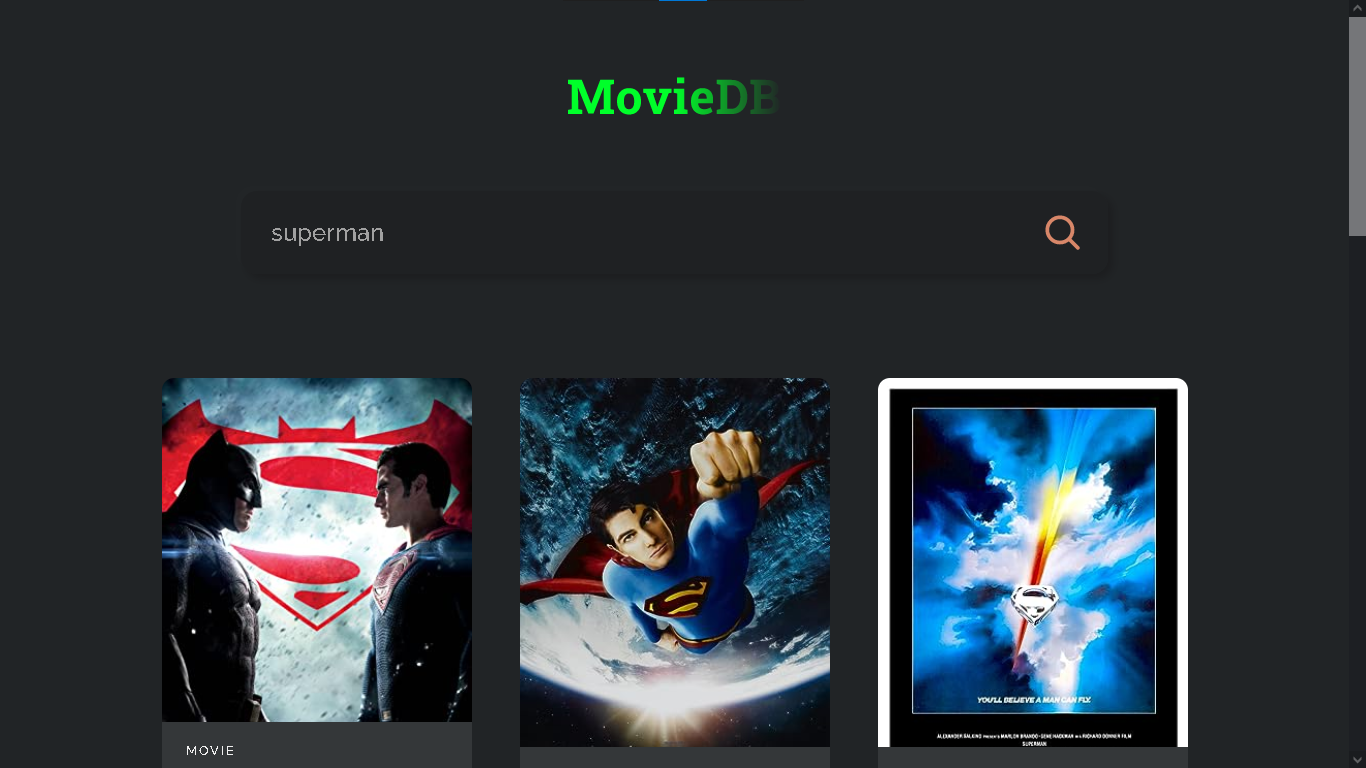 MovieDB
superman
YOU'LL BELIEVE A MAN CAN FLY.
ALEXANDER SALKIND PRESENTS MARLON BRANDO · GENE HACKMAN IN A RICHARD DONNER FILM
SUPERMAN
MOVIE